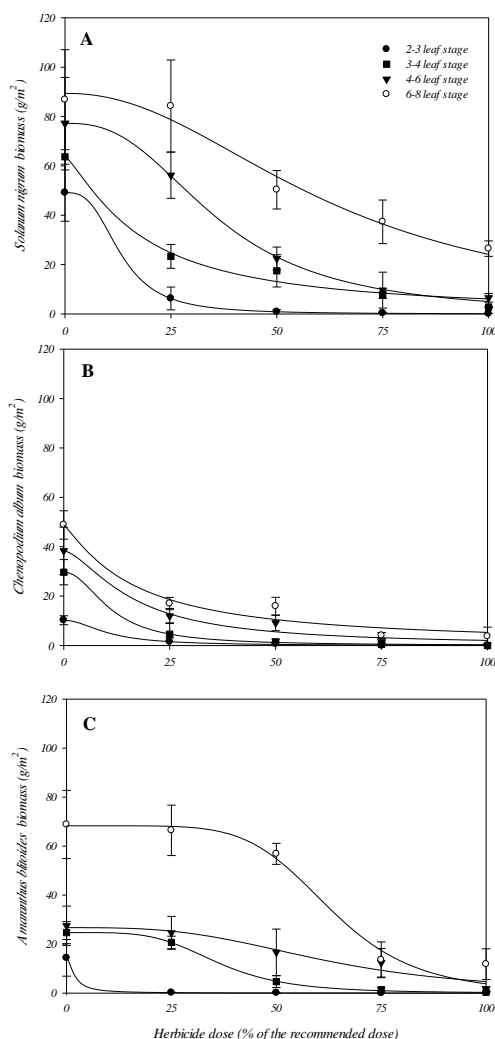 120
A
2-3 leaf stage
100
3-4 leaf stage
4-6 leaf stage
80
6-8 leaf stage
60
40
20
0
Solanum nigrum biomass (g/m²)
0 25 50 75 100
120
B
100
80
60
40
20
0
Chenopodium album biomass (g/m²)
0 25 50 75 100
120
C
100
80
60
40
20
0
Amaranthus blitoides biomass (g/m²)
0 25 50 75 100
Herbicide dose (% of the recommended dose)